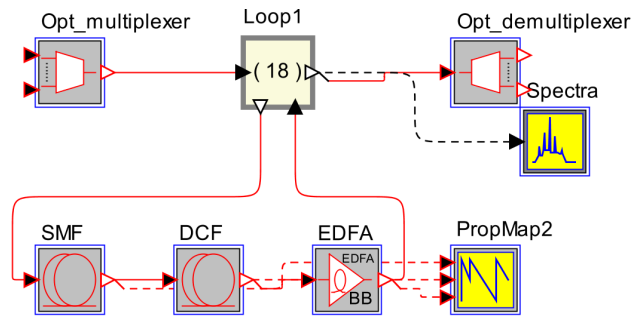 Opt_multiplexer
Loop1
Opt_demultiplexer
( 18 )
Spectra
SMF
DCF
EDFA
PropMap2
EDFA
BB